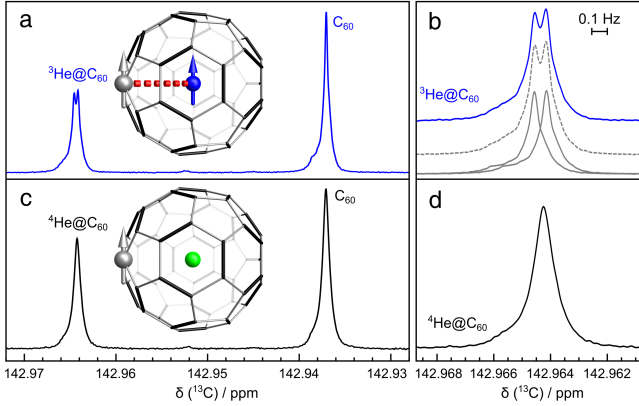 a
³He@C₆₀
C₆₀
b
0.1 Hz
³He@C₆₀
c
⁴He@C₆₀
C₆₀
d
⁴He@C₆₀
142.97 142.96 142.95 142.94 142.93
δ (¹³C) / ppm
142.968 142.966 142.964 142.962
δ (¹³C) / ppm